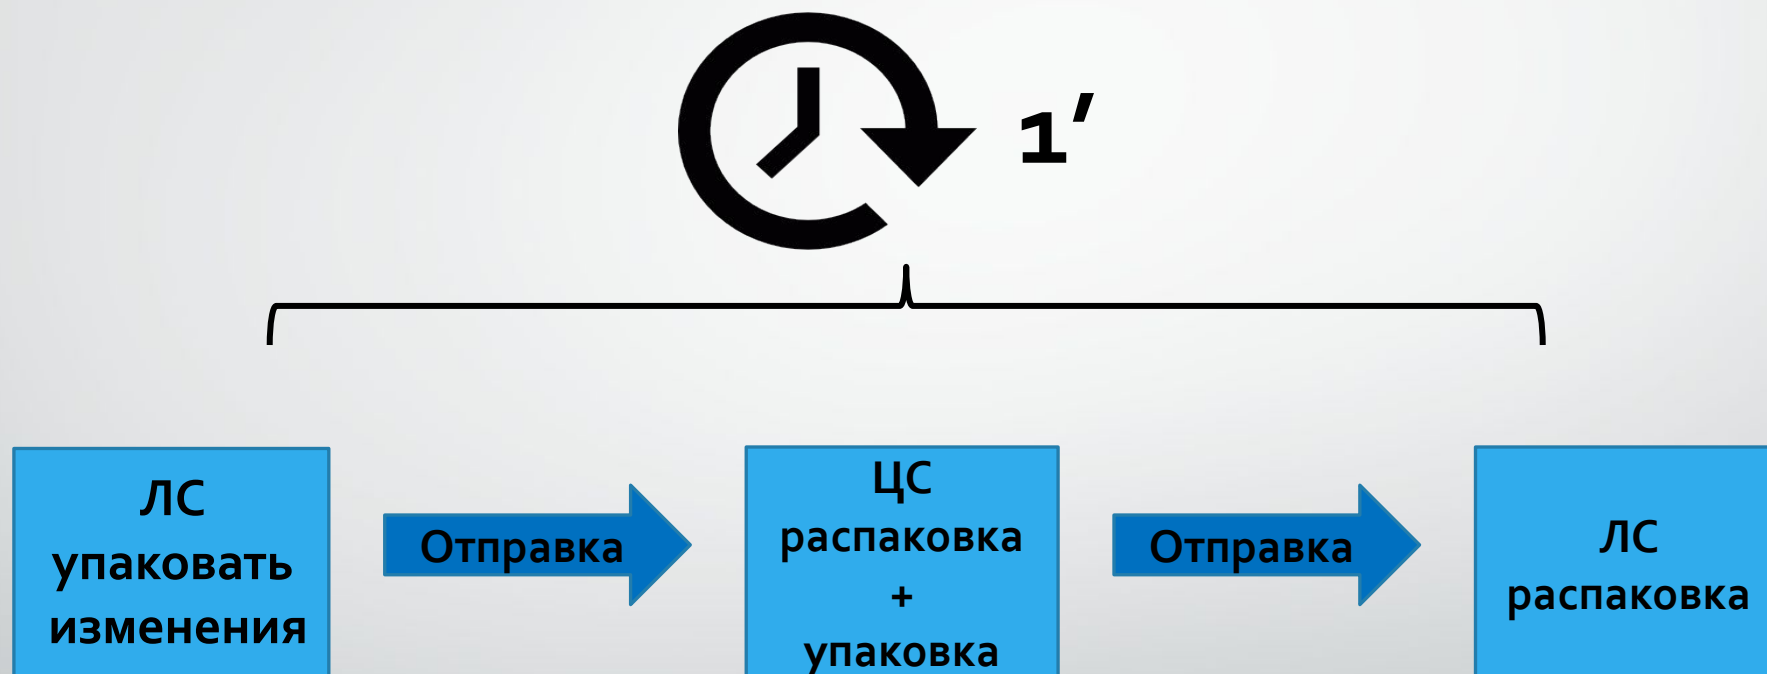 1′
ЛС
упаковать
изменения
Отправка
ЦС
распаковка
+
упаковка
Отправка
ЛС
распаковка